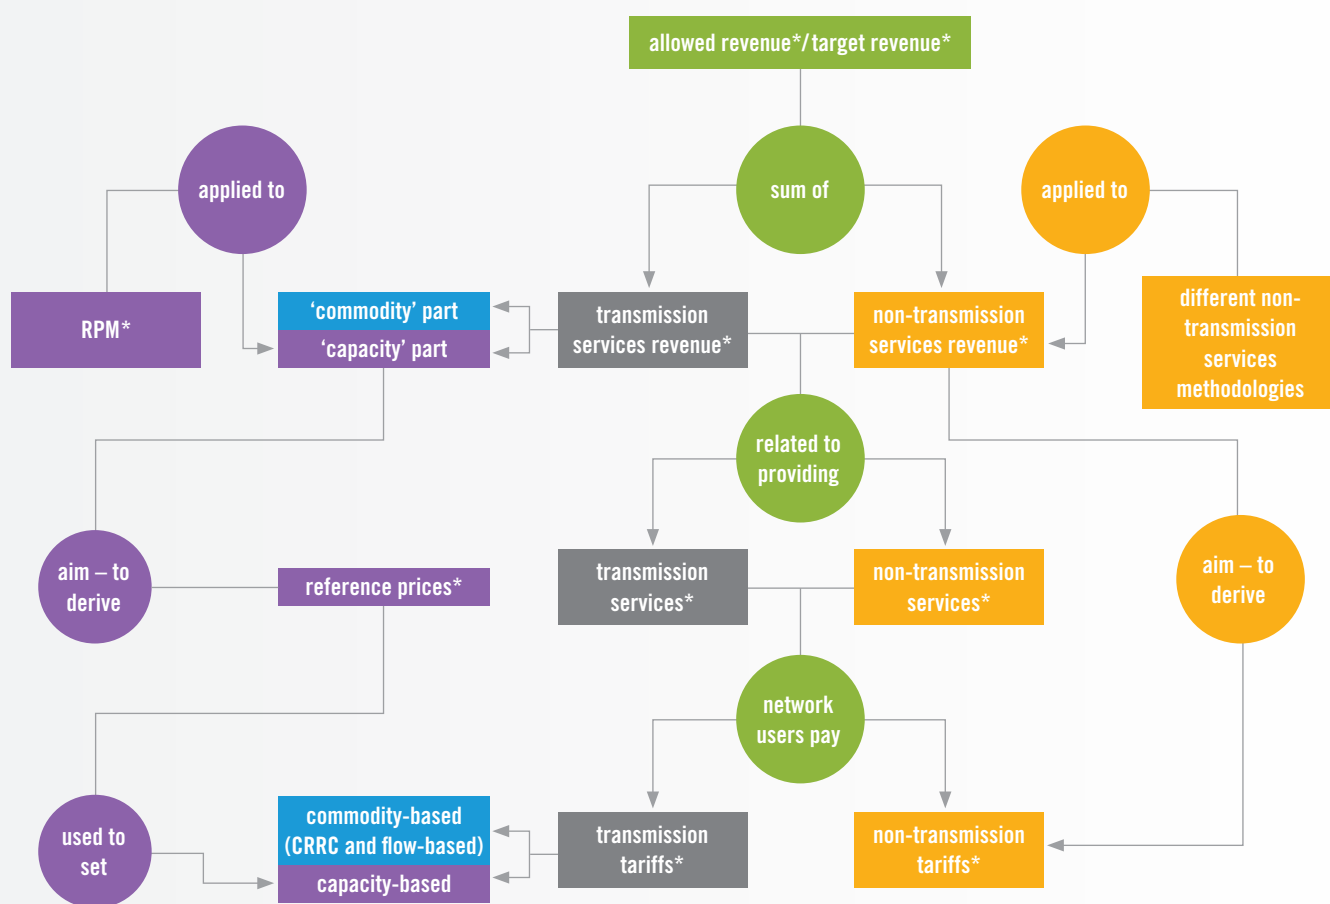 allowed revenue*/target revenue*
applied to
sum of
applied to
RPM*
‘commodity’ part
‘capacity’ part
transmission
services revenue*
non-transmission
services revenue*
different non-
transmission
services
methodologies
related to
providing
aim – to
derive
reference prices*
transmission
services*
non-transmission
services*
aim – to
derive
network
users pay
used to
set
commodity-based
(CRRC and flow-based)
capacity-based
transmission
tariffs*
non-transmission
tariffs*